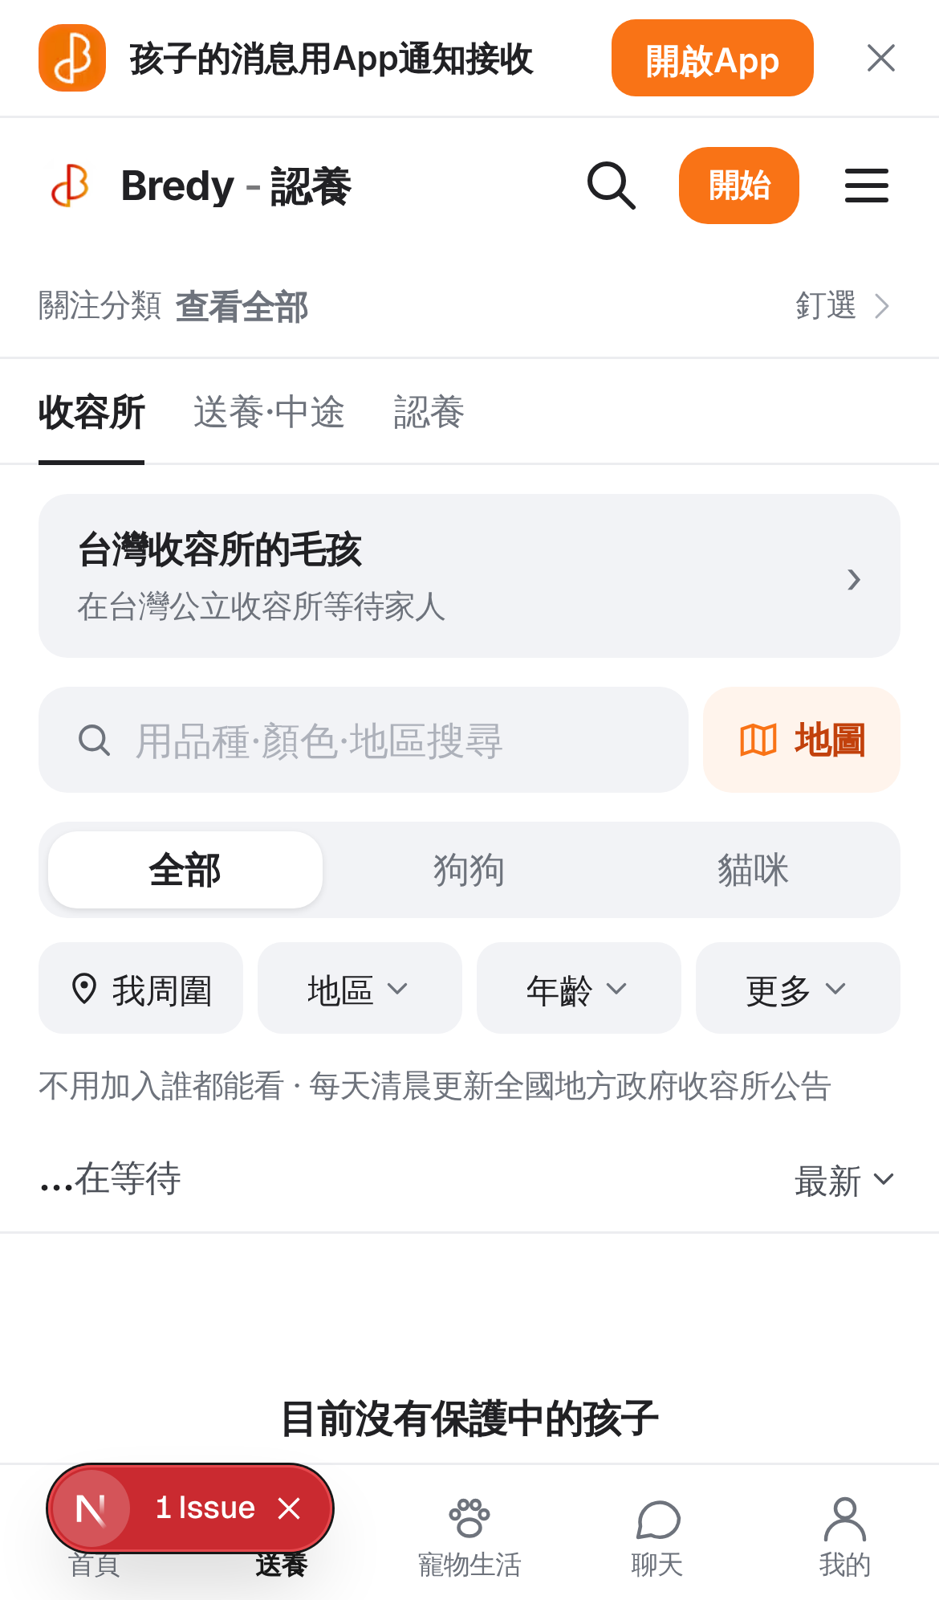 孩子的消息用App通知接收
開啟App
Bredy - 認養
開始
關注分類 查看全部
釘選
收容所
送養·中途
認養
台灣收容所的毛孩
在台灣公立收容所等待家人
用品種·顏色·地區搜尋
地圖
全部
狗狗
貓咪
我周圍
地區
年齡
更多
不用加入誰都能看 · 每天清晨更新全國地方政府收容所公告
...在等待
最新
目前沒有保護中的孩子
N
1 Issue
首頁
送養
寵物生活
聊天
我的